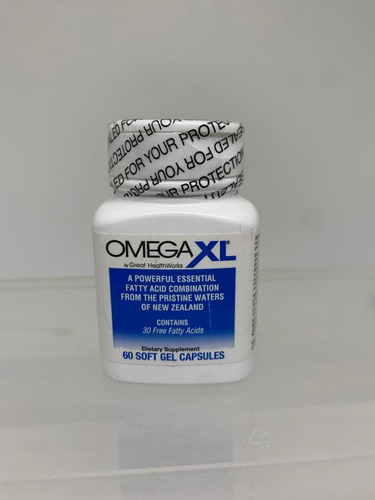 SEALED FOR YOUR PROTECTION
OMEGA XL®
by Great HealthWorks
A POWERFUL ESSENTIAL
FATTY ACID COMBINATION
FROM THE PRISTINE WATERS
OF NEW ZEALAND
CONTAINS
30 Free Fatty Acids
Dietary Supplement
60 SOFT GEL CAPSULES